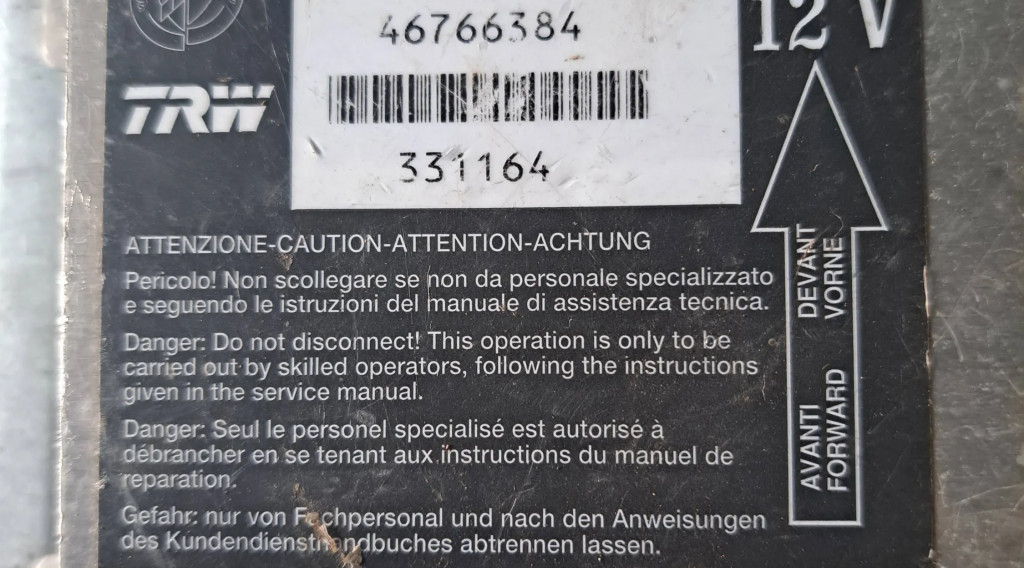 46766384
12 V
TRW
331164
ATTENZIONE-CAUTION-ATTENTION-ACHTUNG
Pericolo! Non scollegare se non da personale specializzato
e seguendo le istruzioni del manuale di assistenza tecnica.
Danger: Do not disconnect! This operation is only to be
carried out by skilled operators, following the instructions
given in the service manual.
Danger: Seul le personel specialisé est autorisé à
débrancher en se tenant aux instructions du manuel de
reparation.
Gefahr: nur von Fachpersonal und nach den Anweisungen
des Kundendiensthandbuches abtrennen lassen.
AVANTI DEVANT
FORWARD VORNE